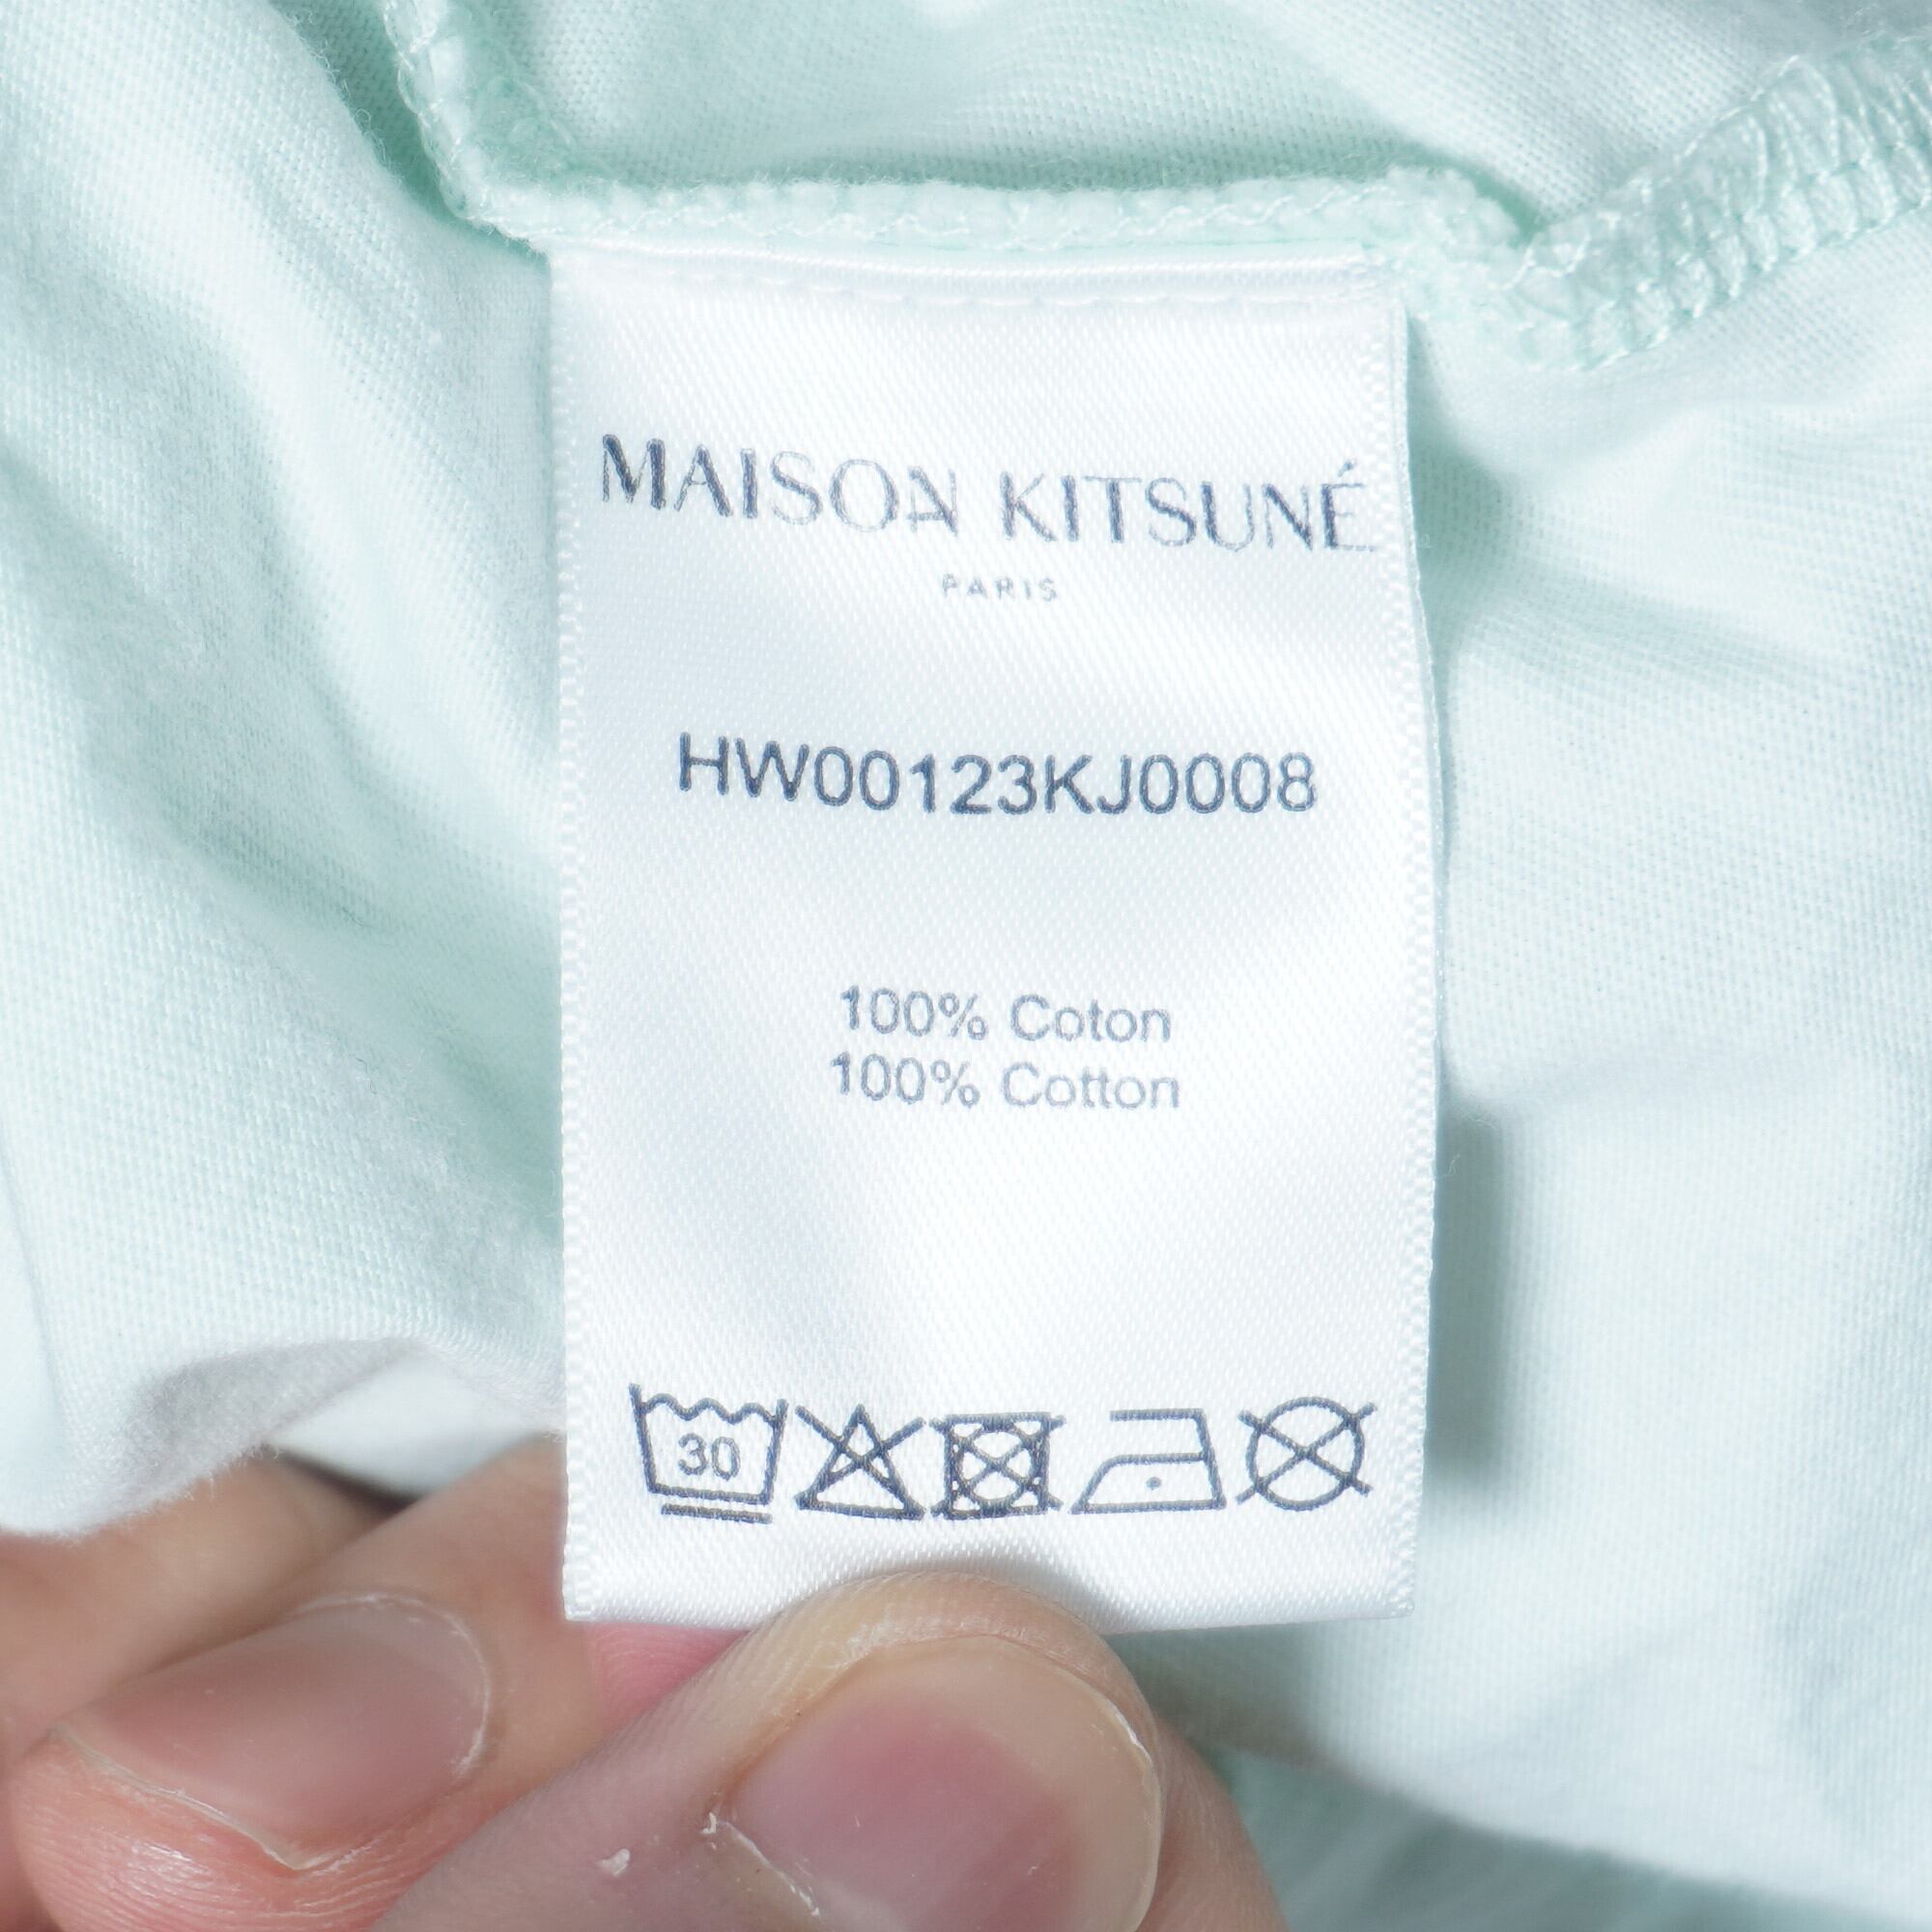 MAISON KITSUNÉ
PARIS
HW00123KJ0008
100% Coton
100% Cotton
30